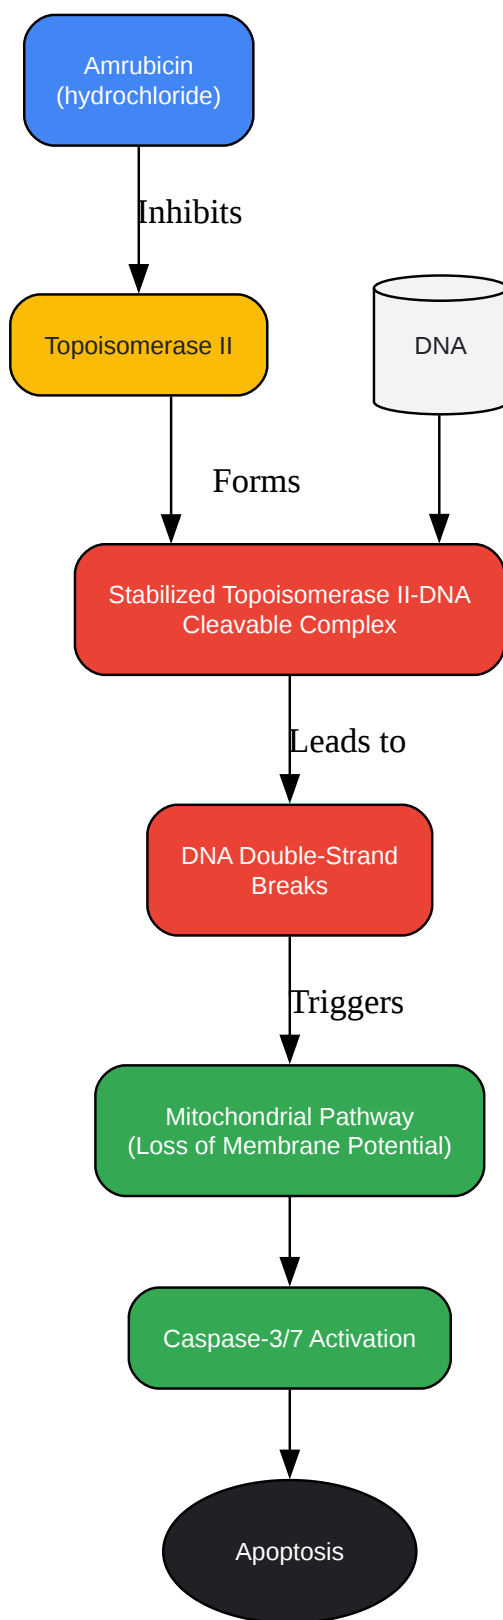 Amrubicin
(hydrochloride)
Inhibits
Topoisomerase II
DNA
Forms
Stabilized Topoisomerase II-DNA
Cleavable Complex
Leads to
DNA Double-Strand
Breaks
Triggers
Mitochondrial Pathway
(Loss of Membrane Potential)
Caspase-3/7 Activation
Apoptosis